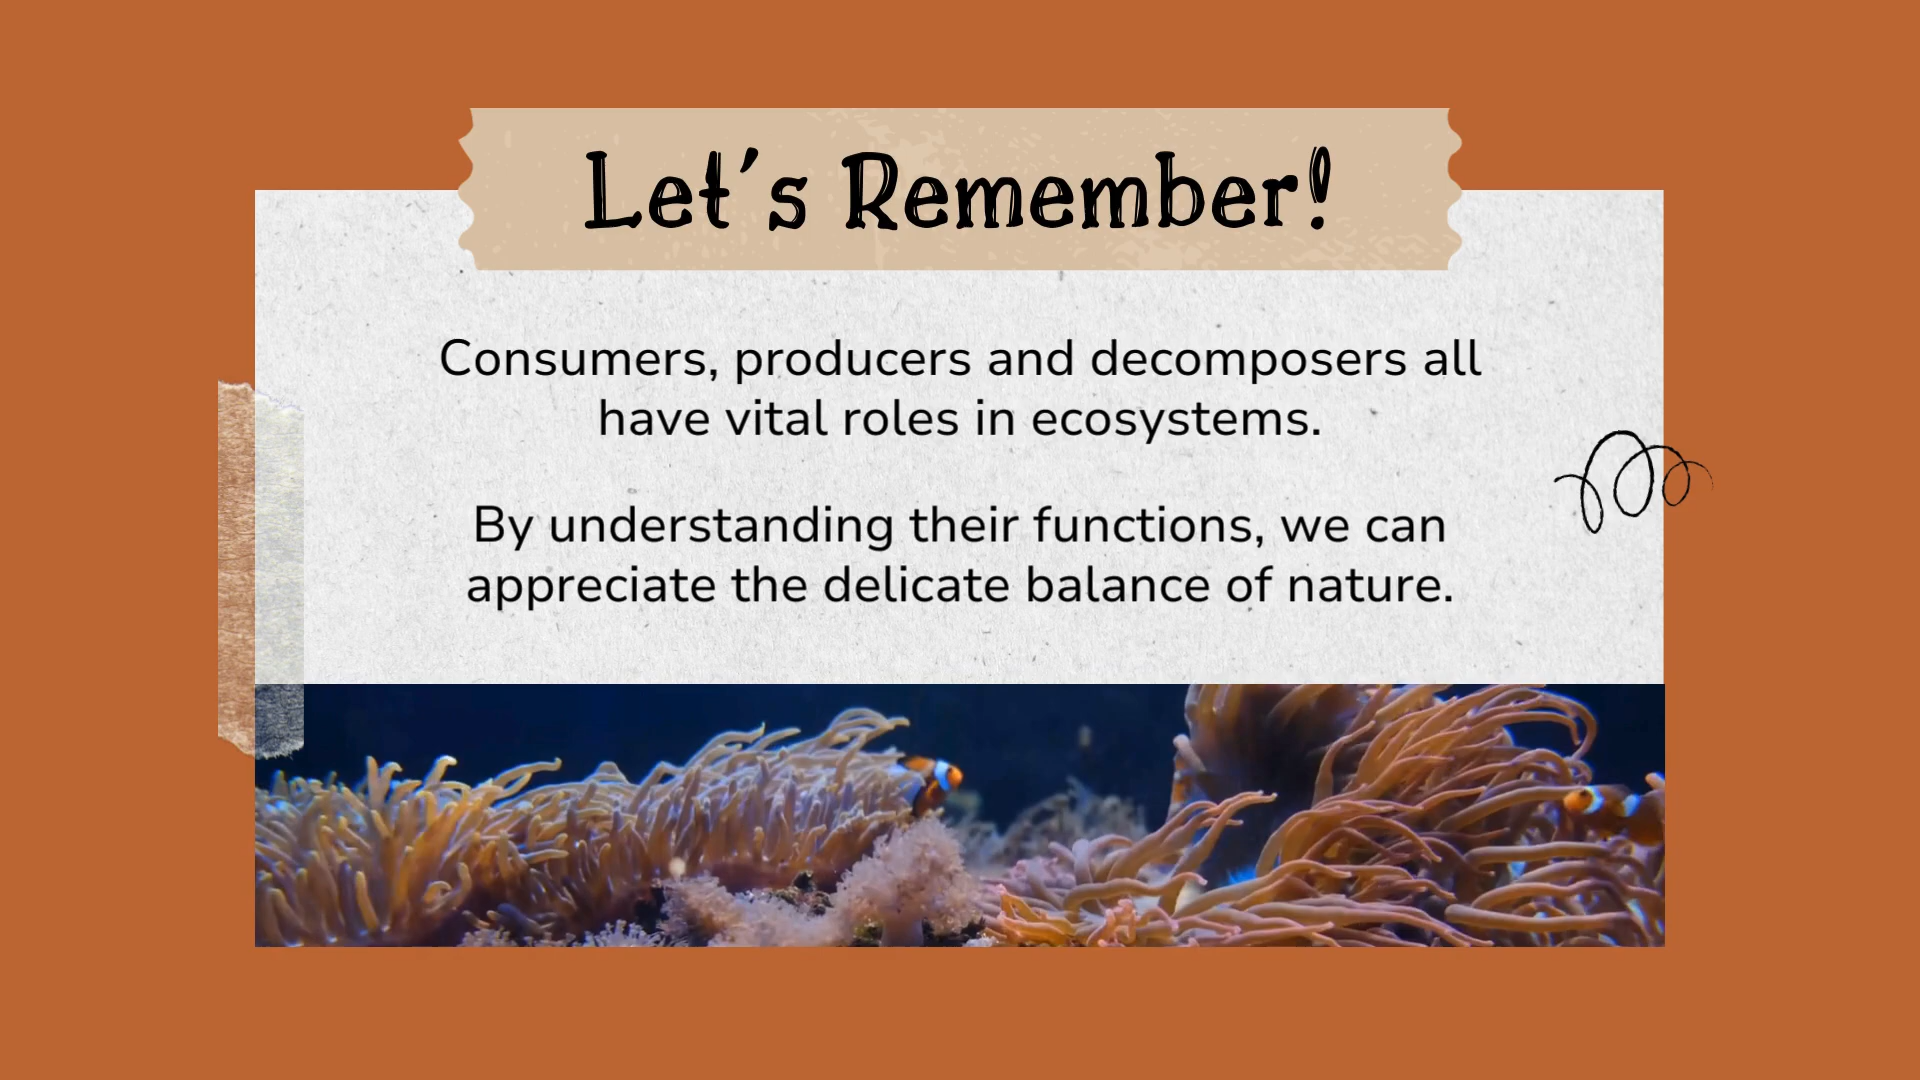 Let's Remember!
Consumers, producers and decomposers all
have vital roles in ecosystems.
By understanding their functions, we can
appreciate the delicate balance of nature.